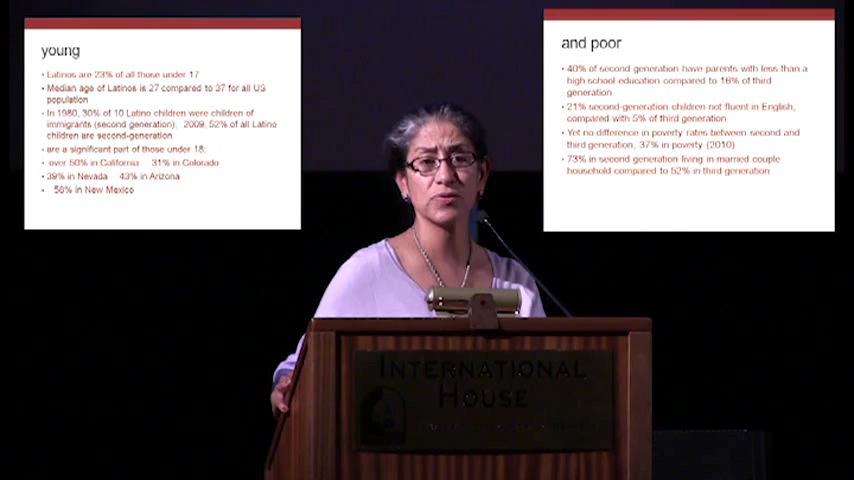 young
• Latinos are 23% of all those under 17
• Median age of Latinos is 27 compared to 37 for all US
population
• In 1980, 30% of 10 Latino children were children of
immigrants (second generation), 2009, 52% of all Latino
children are second-generation
• are a significant part of those under 18:
• over 50% in California 31% in Colorado
• 39% in Nevada 43% in Arizona
• 58% in New Mexico
and poor
• 40% of second generation have parents with less than a
high school education compared to 16% of third
generation
• 21% second-generation children not fluent in English,
compared with 5% of third generation
• Yet no difference in poverty rates between second and
third generation, 37% in poverty (2010)
• 73% in second generation living in married couple
household compared to 52% in third generation
INTERNATIONAL
HOUSE